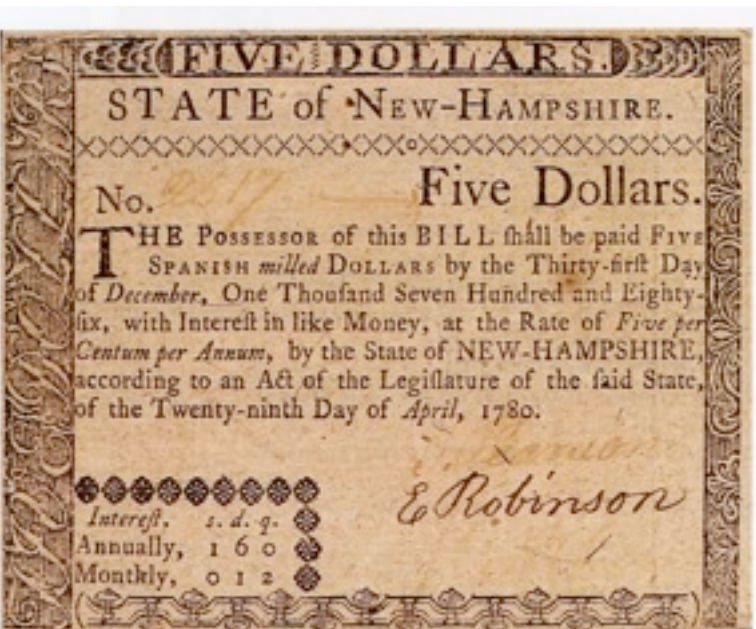 FIVE DOLLARS.
STATE of NEW-HAMPSHIRE.
No. Five Dollars.
THE POSSESSOR of this BILL ſhall be paid FIVE
SPANISH milled DOLLARS by the Thirty-firſt Day
of December, One Thouſand Seven Hundred and Eighty-
ſix, with Intereſt in like Money, at the Rate of Five per
Centum per Annum, by the State of NEW-HAMPSHIRE,
according to an Act of the Legiſlature of the ſaid State,
of the Twenty-ninth Day of April, 1780.
E Robinson
Intereſt. s. d. q.
Annually, 1 6 0
Monthly, 0 1 2